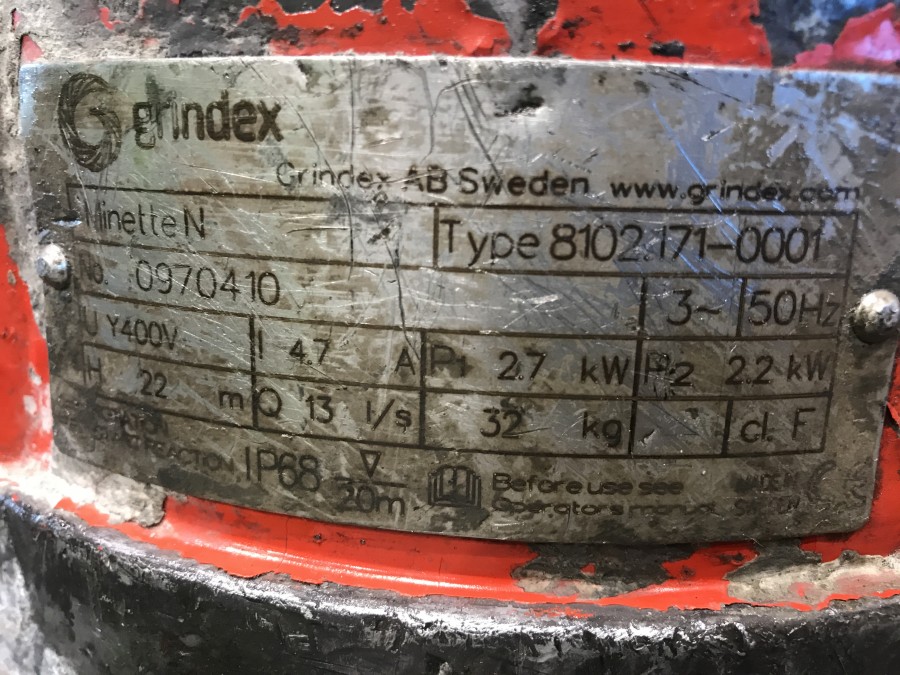 grindex
Grindex AB Sweden www.grindex.com
Minette N Type 8102.171-0001
No. 0970410 3~ 50Hz
U Y400V I 4.7 A P1 2.7 kW P2 2.2 kW
H 22 m Q 13 l/s 32 kg cl. F
IP68 ∇ 20m Before use see
Operator's manual